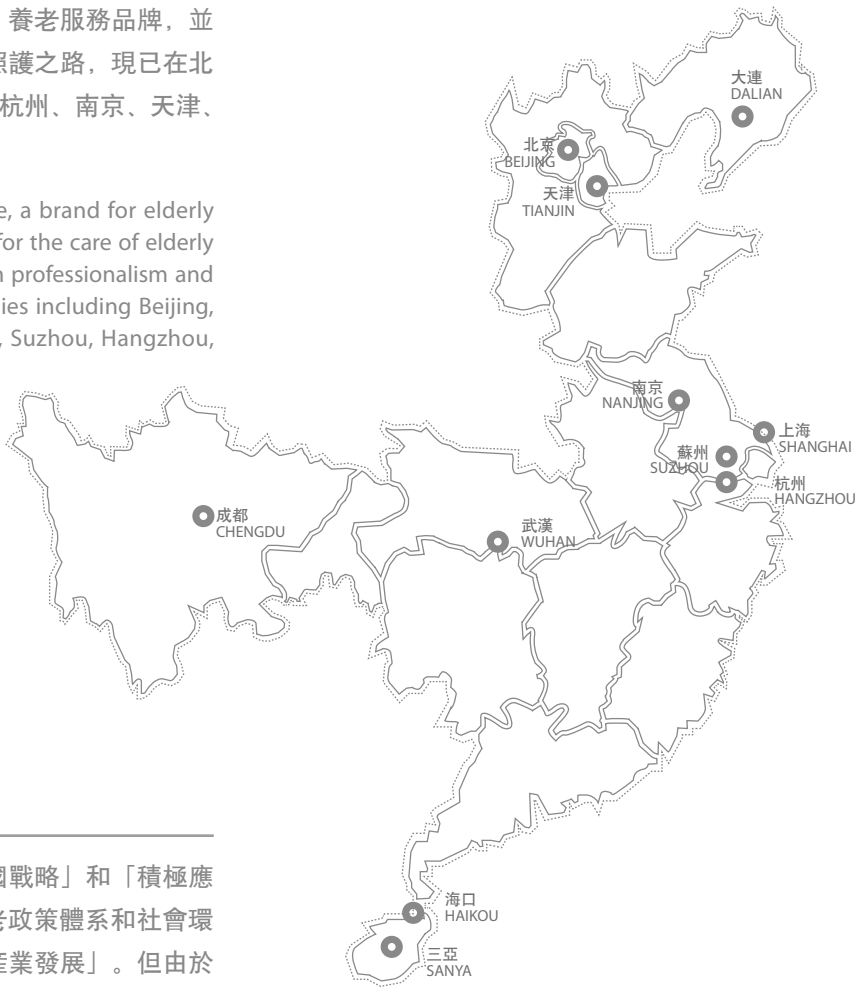 養老服務品牌，並
照護之路，現已在北
杭州、南京、天津、
e, a brand for elderly
for the care of elderly
n professionalism and
ies including Beijing,
, Suzhou, Hangzhou,
大連
DALIAN
北京
BEIJING
天津
TIANJIN
南京
NANJING
上海
SHANGHAI
蘇州
SUZHOU
杭州
HANGZHOU
成都
CHENGDU
武漢
WUHAN
海口
HAIKOU
三亞
SANYA
國戰略」和「積極應
老政策體系和社會環
產業發展」。但由於